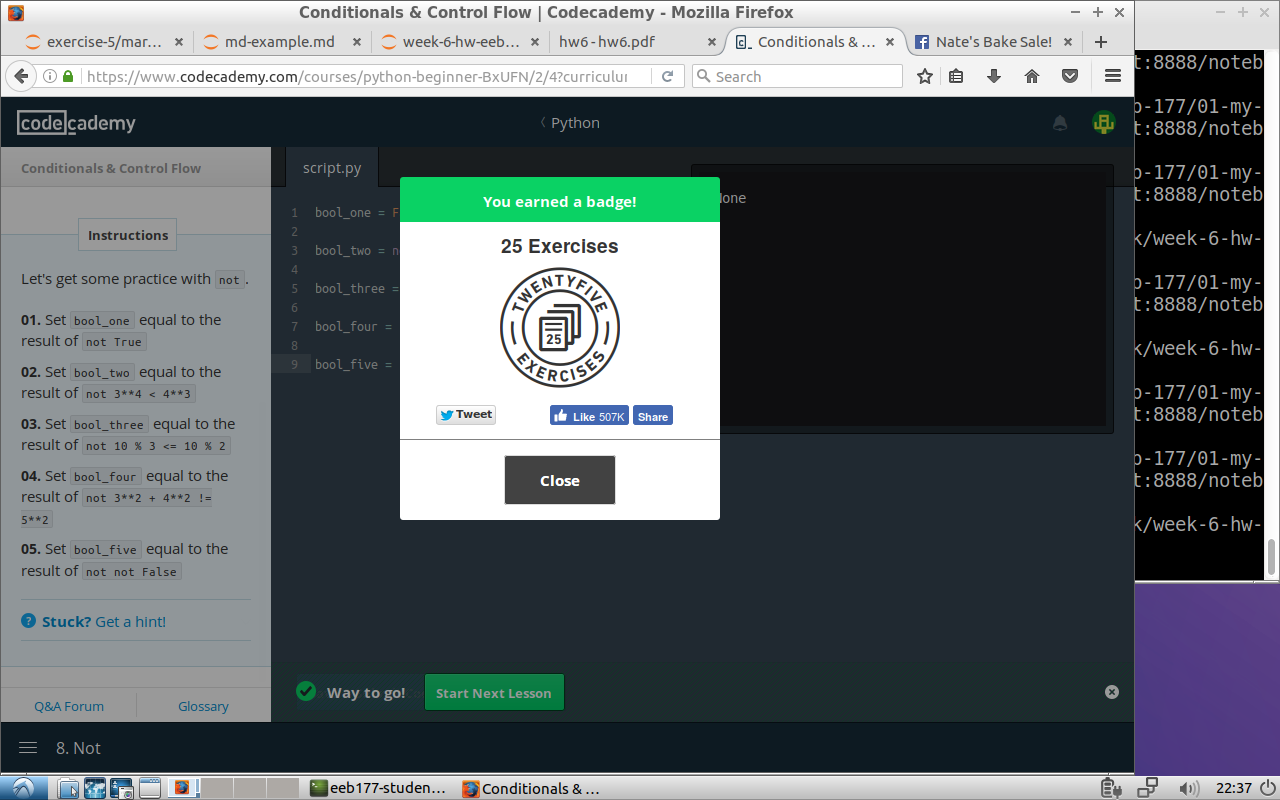 Conditionals & Control Flow | Codecademy - Mozilla Firefox
exercise-5/mar...
md-example.md
week-6-hw-eeb...
hw6 - hw6.pdf
Conditionals & ...
Nate's Bake Sale!
https://www.codecademy.com/courses/python-beginner-BxUFN/2/4?curriculu
Search
codecademy
Python
Conditionals & Control Flow
script.py
Instructions
Let's get some practice with not.
01. Set bool_one equal to the
result of not True
02. Set bool_two equal to the
result of not 3**4 < 4**3
03. Set bool_three equal to the
result of not 10 % 3 <= 10 % 2
04. Set bool_four equal to the
result of not 3**2 + 4**2 !=
5**2
05. Set bool_five equal to the
result of not not False
Stuck? Get a hint!
Q&A Forum
Glossary
1 bool_one = F
2
3 bool_two = n
4
5 bool_three =
6
7 bool_four =
8
9 bool_five =
None
You earned a badge!
25 Exercises
TWENTYFIVE
25
EXERCISES
Tweet
Like 507K
Share
Close
Way to go!
Start Next Lesson
8. Not
t:8888/noteb
b-177/01-my-
t:8888/noteb
b-177/01-my-
t:8888/noteb
k/week-6-hw-
b-177/01-my-
t:8888/noteb
k/week-6-hw-
b-177/01-my-
t:8888/noteb
b-177/01-my-
t:8888/noteb
k/week-6-hw-
eeb177-studen...
Conditionals & ...
22:37